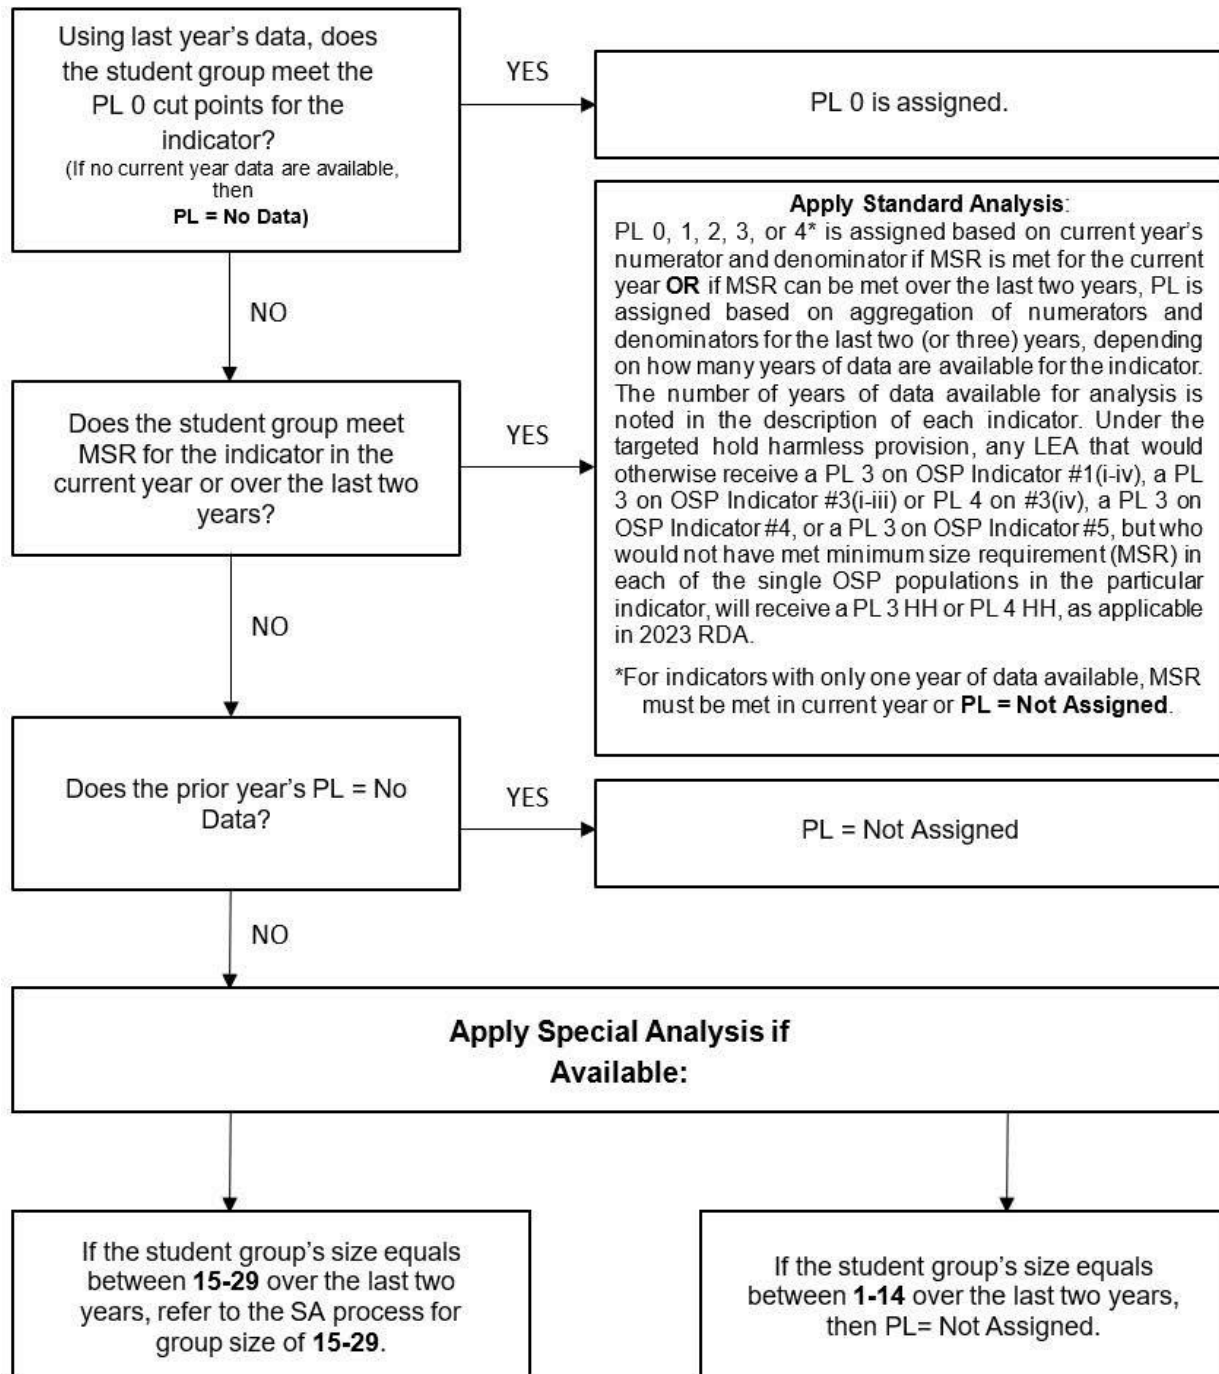 Using last year's data, does
the student group meet the
PL 0 cut points for the
indicator?
(If no current year data are available,
then
PL = No Data)
YES
PL 0 is assigned.
NO
Apply Standard Analysis:
PL 0, 1, 2, 3, or 4* is assigned based on current year's
numerator and denominator if MSR is met for the current
year OR if MSR can be met over the last two years, PL is
assigned based on aggregation of numerators and
denominators for the last two (or three) years, depending
on how many years of data are available for the indicator.
The number of years of data available for analysis is
noted in the description of each indicator. Under the
targeted hold harmless provision, any LEA that would
otherwise receive a PL 3 on OSP Indicator #1(i-iv), a PL
3 on OSP Indicator #3(i-iii) or PL 4 on #3(iv), a PL 3 on
OSP Indicator #4, or a PL 3 on OSP Indicator #5, but who
would not have met minimum size requirement (MSR) in
each of the single OSP populations in the particular
indicator, will receive a PL 3 HH or PL 4 HH, as applicable
in 2023 RDA.
*For indicators with only one year of data available, MSR
must be met in current year or PL = Not Assigned.
Does the student group meet
MSR for the indicator in the
current year or over the last two
years?
YES
NO
Does the prior year's PL = No
Data?
YES
PL = Not Assigned
NO
Apply Special Analysis if
Available:
If the student group's size equals
between 15-29 over the last two
years, refer to the SA process for
group size of 15-29.
If the student group's size equals
between 1-14 over the last two years,
then PL= Not Assigned.